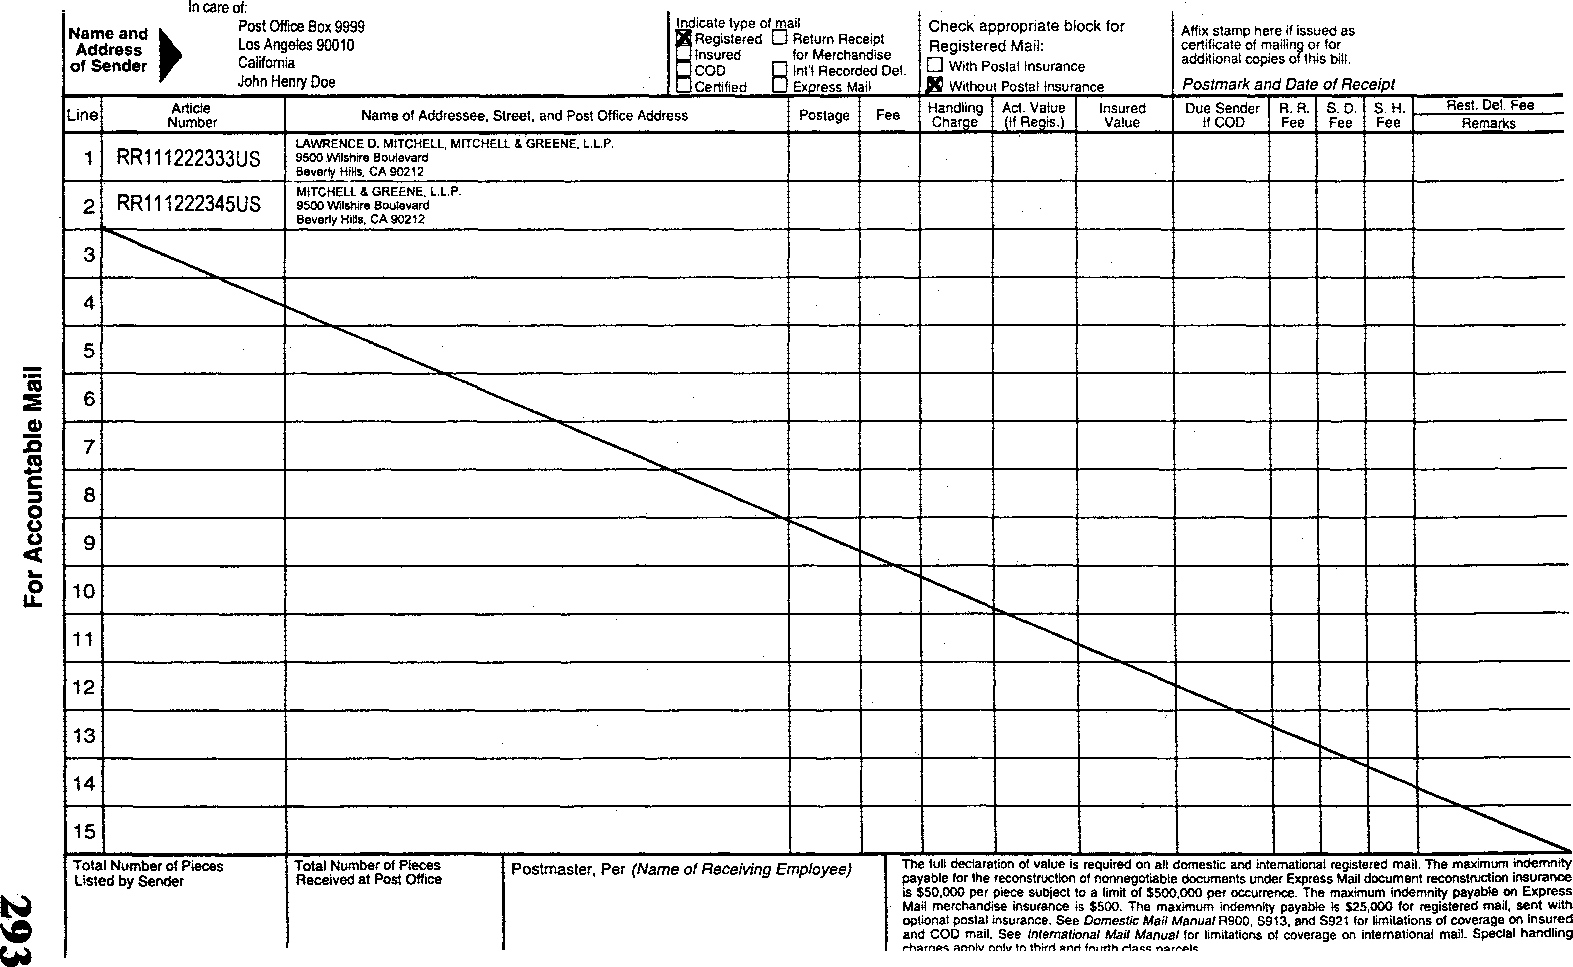 In care of:
Name and Address of Sender
Post Office Box 9999
Los Angeles 90010
California
John Henry Doe
Indicate type of mail
Registered
Insured
COD
Certified
Return Receipt
for Merchandise
Int'l Recorded Del.
Express Mail
Check appropriate block for
Registered Mail:
With Postal Insurance
Without Postal Insurance
Affix stamp here if issued as
certificate of mailing or for
additional copies of this bill.
Postmark and Date of Receipt
Line
Article Number
Name of Addressee, Street, and Post Office Address
Postage
Fee
Handling Charge
Act. Value (If Regis.)
Insured Value
Due Sender If COD
R. R. Fee
S. D. Fee
S. H. Fee
Rest. Del. Fee
Remarks
1
RR111222333US
LAWRENCE D. MITCHELL, MITCHELL & GREENE, L.L.P.
9500 Wilshire Boulevard
Beverly Hills, CA 90212
2
RR111222345US
MITCHELL & GREENE, L.L.P.
9500 Wilshire Boulevard
Beverly Hills, CA 90212
3
4
5
6
7
8
9
10
11
12
13
14
15
Total Number of Pieces
Listed by Sender
Total Number of Pieces
Received at Post Office
Postmaster, Per (Name of Receiving Employee)
The full declaration of value is required on all domestic and international registered mail. The maximum indemnity
payable for the reconstruction of nonnegotiable documents under Express Mail document reconstruction insurance
is $50,000 per piece subject to a limit of $500,000 per occurrence. The maximum indemnity payable on Express
Mail merchandise insurance is $500. The maximum indemnity payable is $25,000 for registered mail, sent with
optional postal insurance. See Domestic Mail Manual R900, S913, and S921 for limitations of coverage on insured
and COD mail. See International Mail Manual for limitations of coverage on international mail. Special handling
charges apply only to third and fourth class parcels.
For Accountable Mail
293